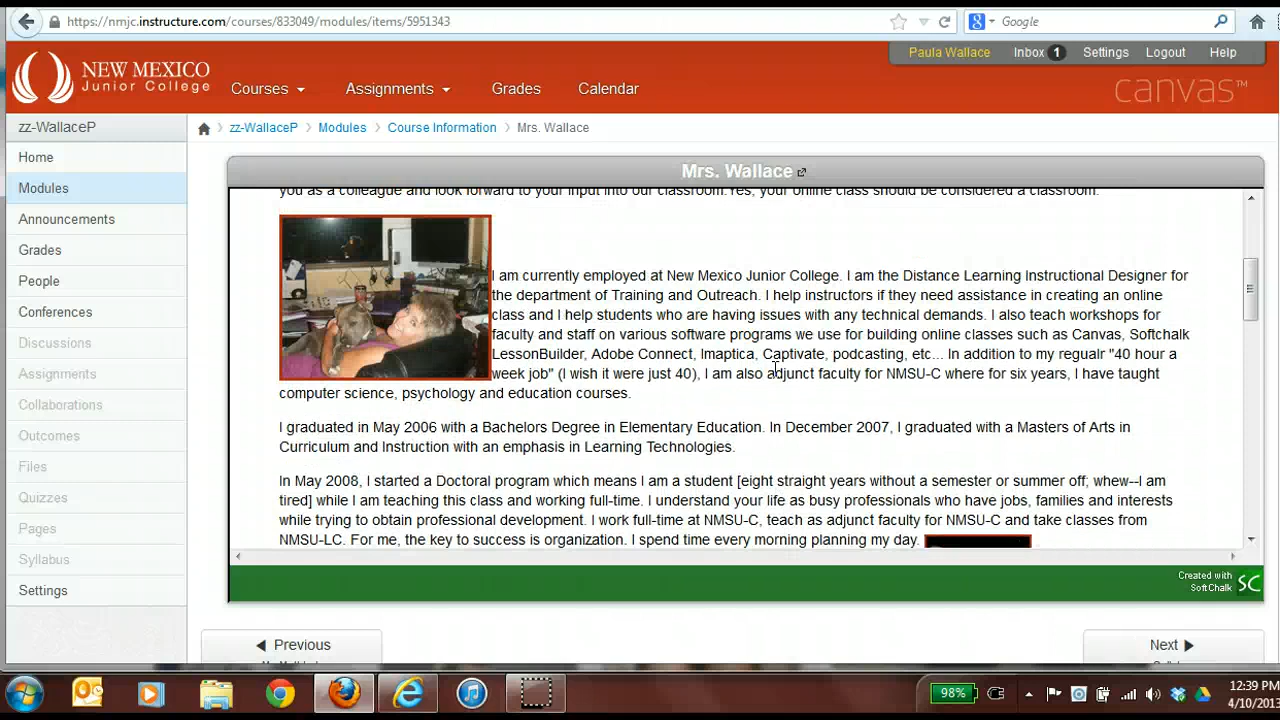 https://nmjc.instructure.com/courses/833049/modules/items/5951343
Google
Paula Wallace Inbox 1 Settings Logout Help
NEW MEXICO
Junior College
Courses Assignments Grades Calendar
canvas™
zz-WallaceP
zz-WallaceP Modules Course Information Mrs. Wallace
Home
Modules
Announcements
Grades
People
Conferences
Discussions
Assignments
Collaborations
Outcomes
Files
Quizzes
Pages
Syllabus
Settings
Mrs. Wallace
you as a colleague and look forward to your input into our classroom.Yes, your online class should be considered a classroom.
I am currently employed at New Mexico Junior College. I am the Distance Learning Instructional Designer for
the department of Training and Outreach. I help instructors if they need assistance in creating an online
class and I help students who are having issues with any technical demands. I also teach workshops for
faculty and staff on various software programs we use for building online classes such as Canvas, Softchalk
LessonBuilder, Adobe Connect, Imaptica, Captivate, podcasting, etc... In addition to my regualr "40 hour a
week job" (I wish it were just 40), I am also adjunct faculty for NMSU-C where for six years, I have taught
computer science, psychology and education courses.
I graduated in May 2006 with a Bachelors Degree in Elementary Education. In December 2007, I graduated with a Masters of Arts in
Curriculum and Instruction with an emphasis in Learning Technologies.
In May 2008, I started a Doctoral program which means I am a student [eight straight years without a semester or summer off; whew--I am
tired] while I am teaching this class and working full-time. I understand your life as busy professionals who have jobs, families and interests
while trying to obtain professional development. I work full-time at NMSU-C, teach as adjunct faculty for NMSU-C and take classes from
NMSU-LC. For me, the key to success is organization. I spend time every morning planning my day.
Created with
SoftChalk
SC
Previous
Next
98%
12:39 PM
4/10/2013